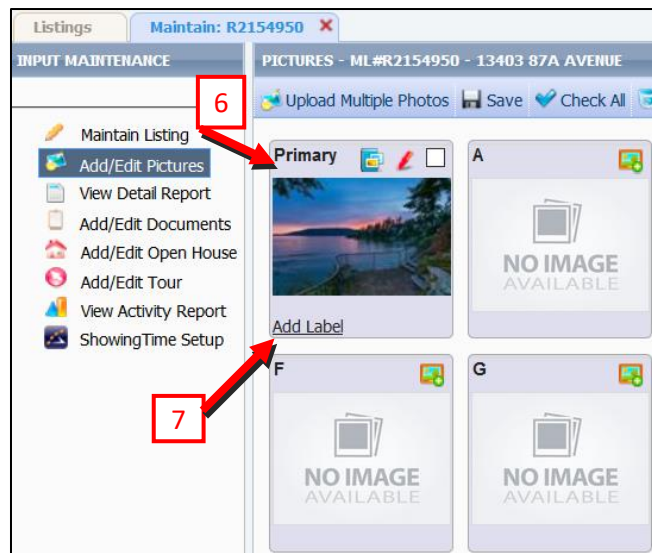 Listings
Maintain: R2154950
INPUT MAINTENANCE
PICTURES - ML#R2154950 - 13403 87A AVENUE
Upload Multiple Photos Save Check All
6
Maintain Listing
Add/Edit Pictures
View Detail Report
Add/Edit Documents
Add/Edit Open House
Add/Edit Tour
View Activity Report
ShowingTime Setup
Primary
A
NO IMAGE
AVAILABLE
Add Label
7
F
NO IMAGE
AVAILABLE
G
NO IMAGE
AVAILABLE